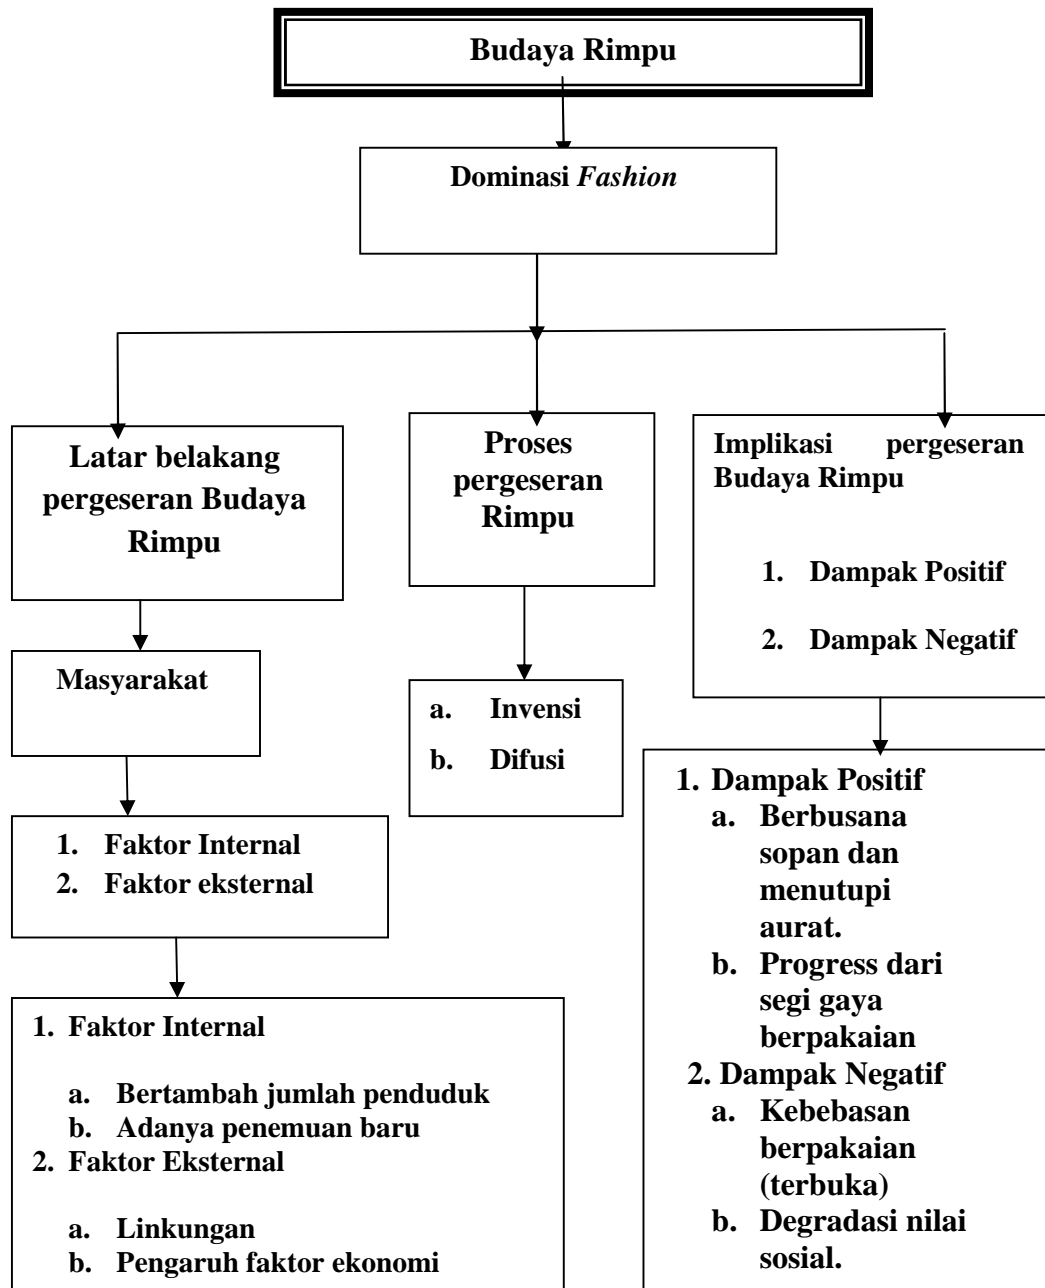 Budaya Rimpu
Dominasi Fashion
Latar belakang
pergeseran Budaya
Rimpu
Proses
pergeseran
Rimpu
Implikasi pergeseran
Budaya Rimpu
1. Dampak Positif
2. Dampak Negatif
Masyarakat
a. Invensi
b. Difusi
1. Faktor Internal
2. Faktor eksternal
1. Faktor Internal
a. Bertambah jumlah penduduk
b. Adanya penemuan baru
2. Faktor Eksternal
a. Linkungan
b. Pengaruh faktor ekonomi
1. Dampak Positif
a. Berbusana
sopan dan
menutupi
aurat.
b. Progress dari
segi gaya
berpakaian
2. Dampak Negatif
a. Kebebasan
berpakaian
(terbuka)
b. Degradasi nilai
sosial.